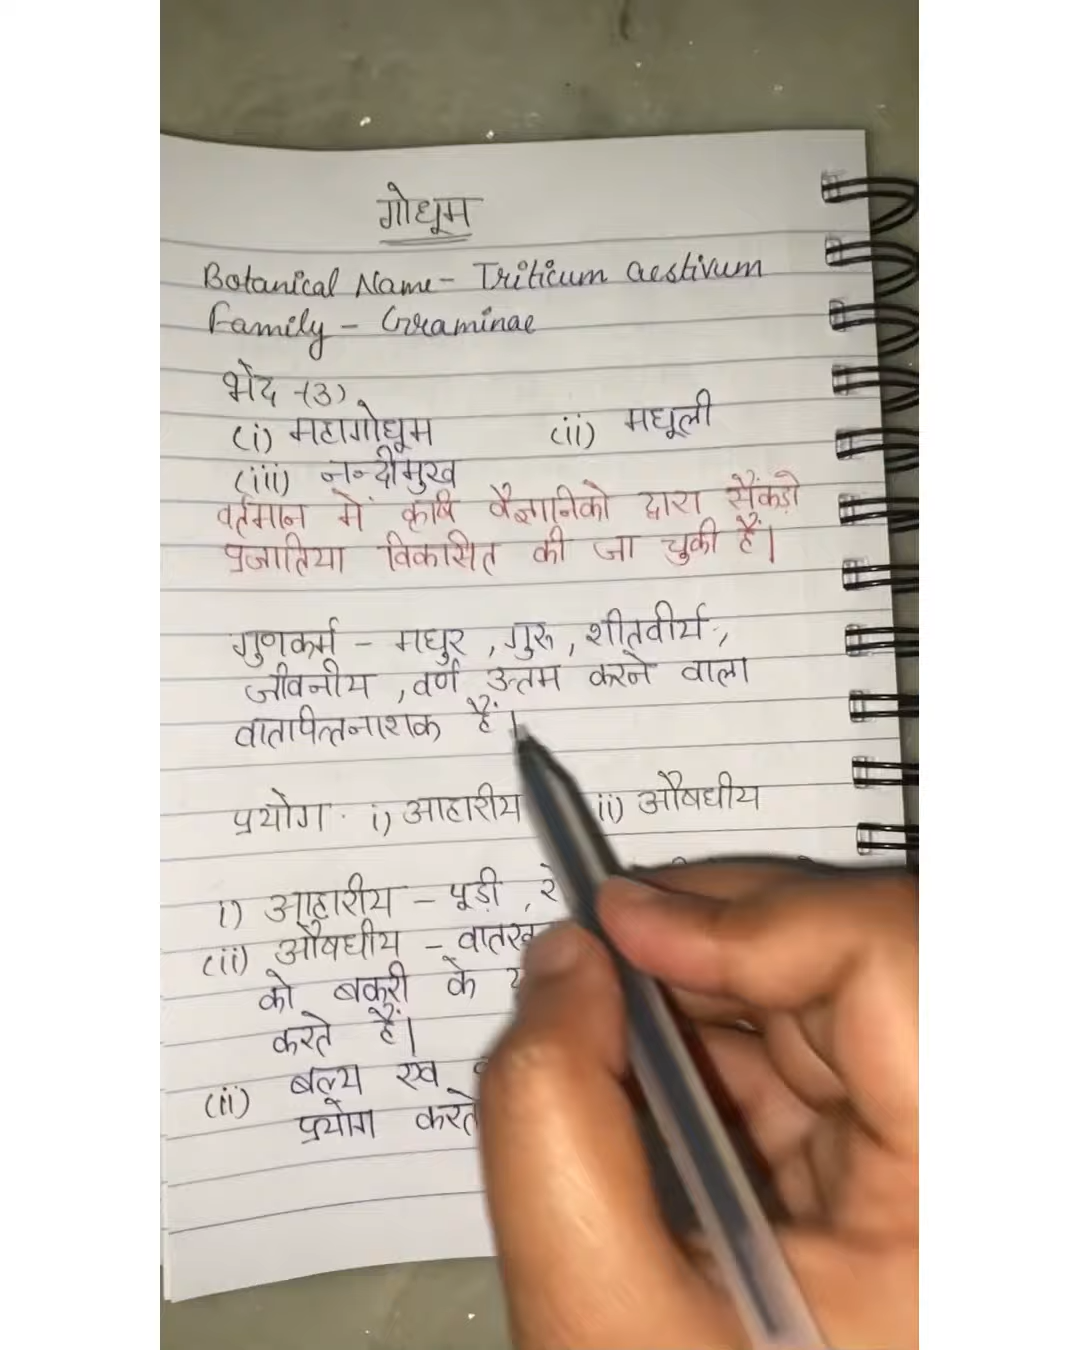 गोधूम
Botanical Name - Triticum aestivum
Family - Graminae
भेद -(3)
(i) महागोधूम (ii) मधूली
(iii) नन्दीमुख
वर्तमान में कृषि वैज्ञानिको द्वारा सैंकड़ो
प्रजातिया विकसित की जा चुकी हैं।
गुणकर्म - मधुर, गुरु, शीतवीर्य,
जीवनीय, वर्ण उत्तम करने वाला
वातापित्तनाशक हैं।
प्रयोग. i) आहारीय ii) औषधीय
i) आहारीय - पूड़ी,
(ii) औषधीय -
को बकरी के
करते हैं।
(ii) बल्य एव
प्रयोग करते